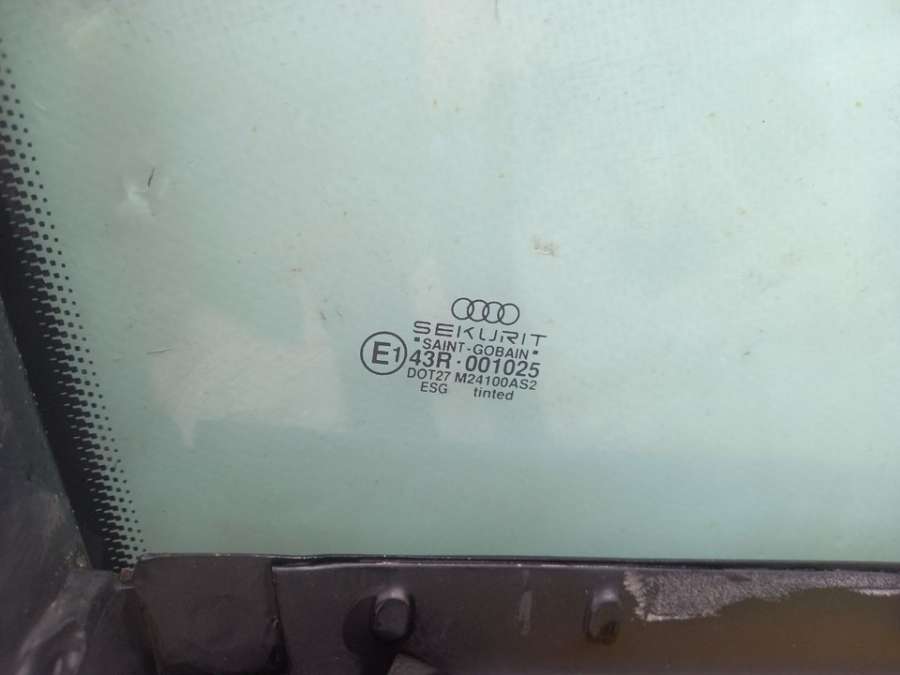 SEKURIT
"SAINT-GOBAIN"
E1 43R·001025
DOT27 M24100AS2
ESG tinted